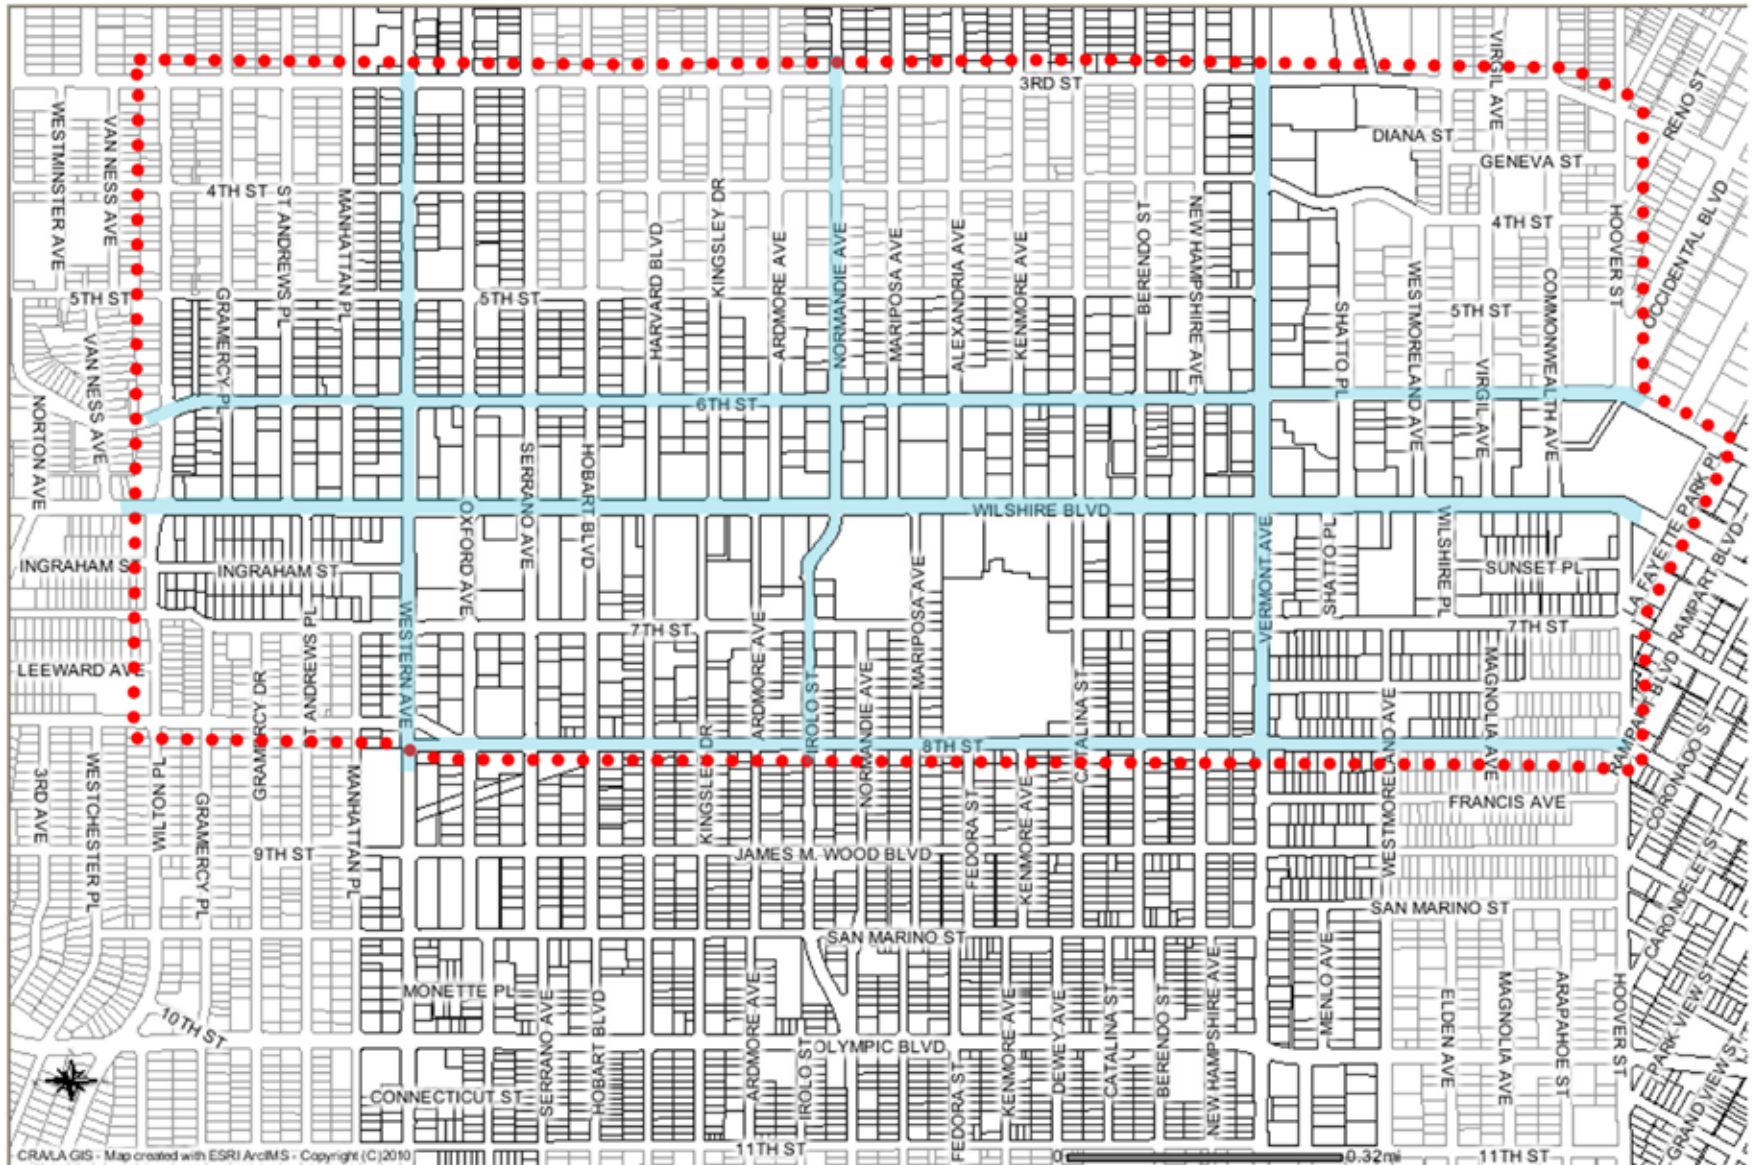 3RD ST
VIRGIL AVE
RENO ST
DIANA ST
GENEVA ST
WESTMINSTER AVE
VAN NESS AVE
4TH ST
ST ANDREWS PL
MANHATTAN PL
KINGSLEY DR
HARVARD BLVD
ARDMORE AVE
NORMANDIE AVE
MARIPOSA AVE
ALEXANDRIA AVE
KENMORE AVE
BERENDO ST
NEW HAMPSHIRE AVE
4TH ST
HOOVER ST
OCCIDENTAL BLVD
5TH ST
GRAMERCY PL
5TH ST
SHATTO PL
WESTMORELAND AVE
5TH ST
COMMONWEALTH AVE
VAN NESS AVE
VIRGIL AVE
NORTON AVE
6TH ST
SERRANO AVE
HOBART BLVD
OXFORD AVE
WILSHIRE BLVD
VERMONT AVE
SHATTO PL
WILSHIRE PL
LA FAYETTE PARK PL
RAMPART BLVD
INGRAHAM ST
INGRAHAM ST
SUNSET PL
WESTERN AVE
7TH ST
ARDMORE AVE
MARIPOSA AVE
7TH ST
LEEWARD AVE
GRAMERCY DR
T ANDREWS PL
KINGSLEY DR
IROLO ST
NORMANDIE AVE
8TH ST
CATALINA ST
WESTMORELAND AVE
MAGNOLIA AVE
RAMPART BLVD
CORONADO ST
3RD AVE
WESTCHESTER PL
WILTON PL
GRAMERCY PL
MANHATTAN PL
FEDORA ST
KENMORE AVE
FRANCIS AVE
9TH ST
JAMES M. WOOD BLVD
CARONDELET ST
SAN MARINO ST
SAN MARINO ST
MONETTE PL
SERRANO AVE
HOBART BLVD
ARDMORE AVE
KENMORE AVE
DEWEY AVE
CATALINA ST
BERENDO ST
NEW HAMPSHIRE AVE
MENLO AVE
ELDEN AVE
MAGNOLIA AVE
ARAPAHOE ST
HOOVER ST
PARK VIEW ST
10TH ST
OLYMPIC BLVD
IROLO ST
FEDORA ST
GRAND VIEW ST
CONNECTICUT ST
11TH ST
11TH ST
CRA/LA GIS - Map created with ESRI ArcIMS - Copyright (C) 2010
0 0.32mi